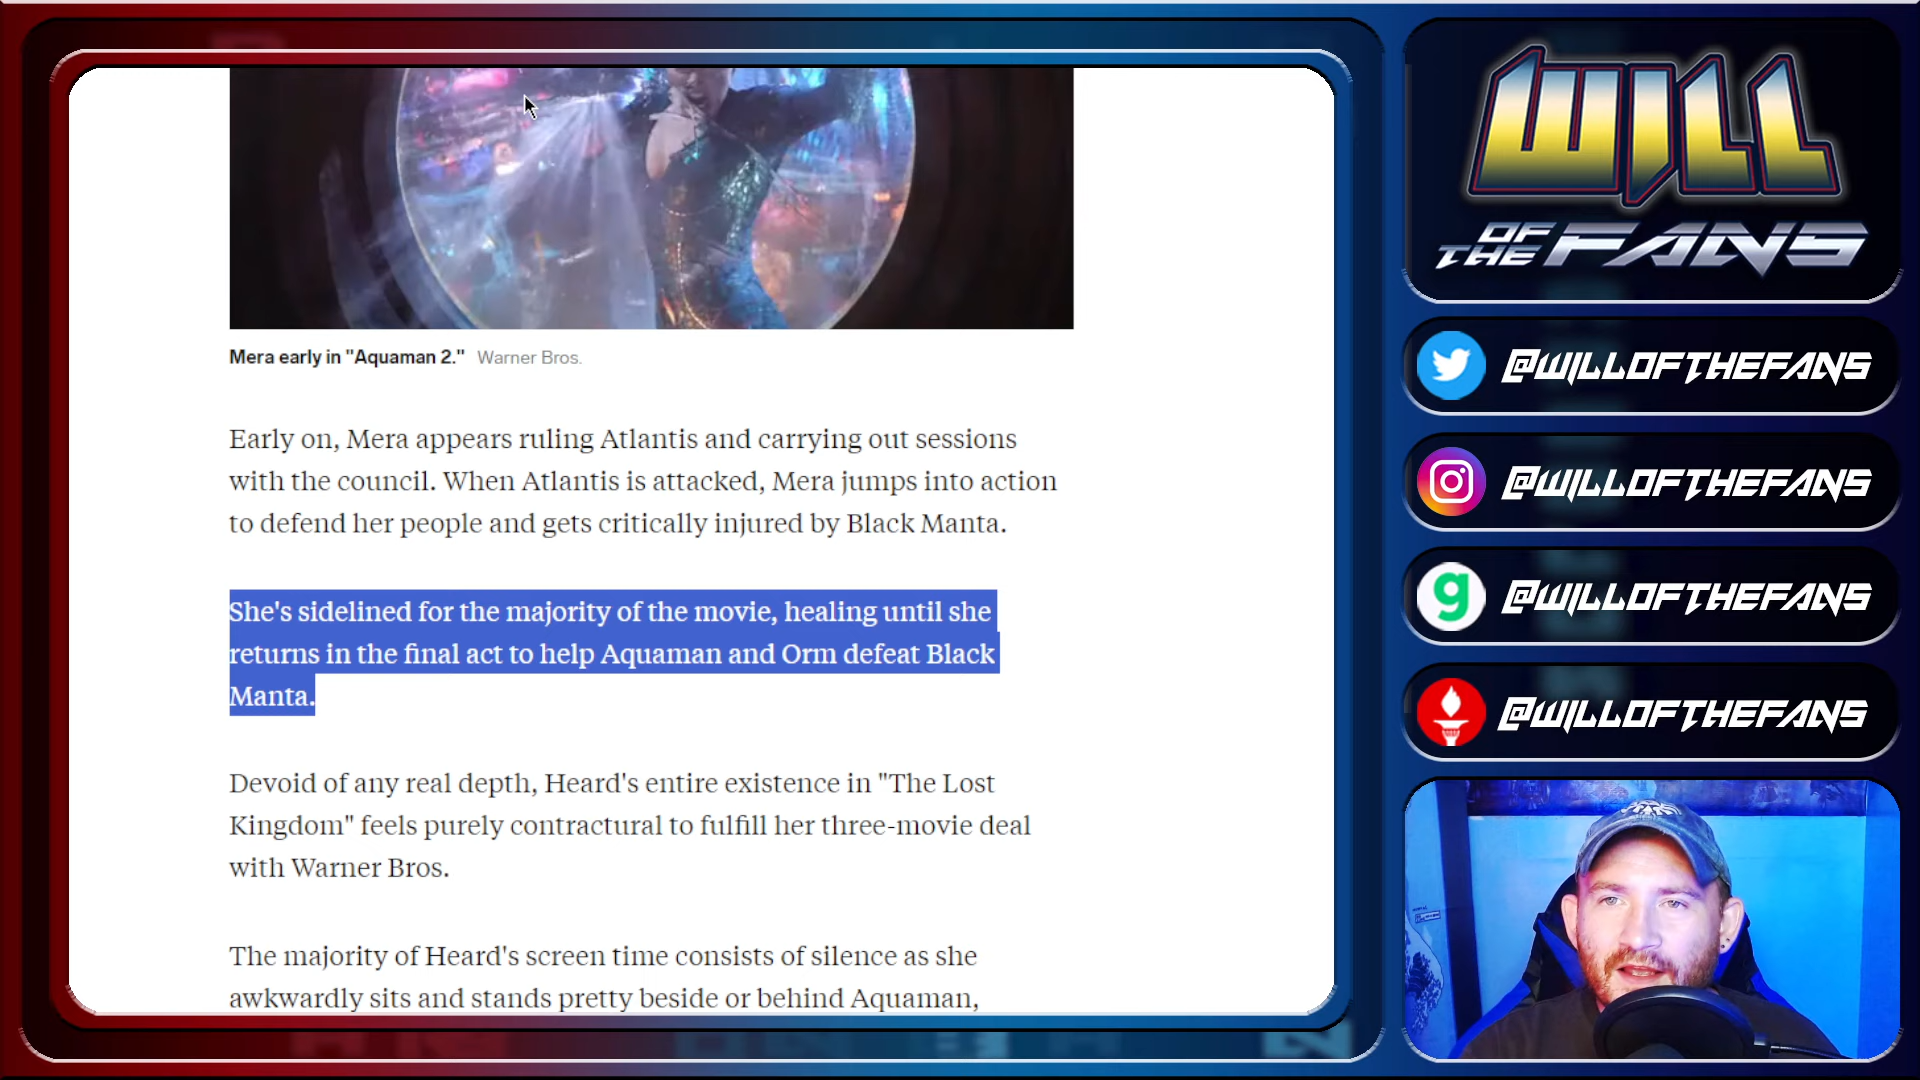 Mera early in "Aquaman 2." Warner Bros.
Early on, Mera appears ruling Atlantis and carrying out sessions
with the council. When Atlantis is attacked, Mera jumps into action
to defend her people and gets critically injured by Black Manta.
She's sidelined for the majority of the movie, healing until she
returns in the final act to help Aquaman and Orm defeat Black
Manta.
Devoid of any real depth, Heard's entire existence in "The Lost
Kingdom" feels purely contractural to fulfill her three-movie deal
with Warner Bros.
The majority of Heard's screen time consists of silence as she
awkwardly sits and stands pretty beside or behind Aquaman,
WILL
OF
THE FANS
@WILLOFTHEFANS
@WILLOFTHEFANS
g @WILLOFTHEFANS
@WILLOFTHEFANS